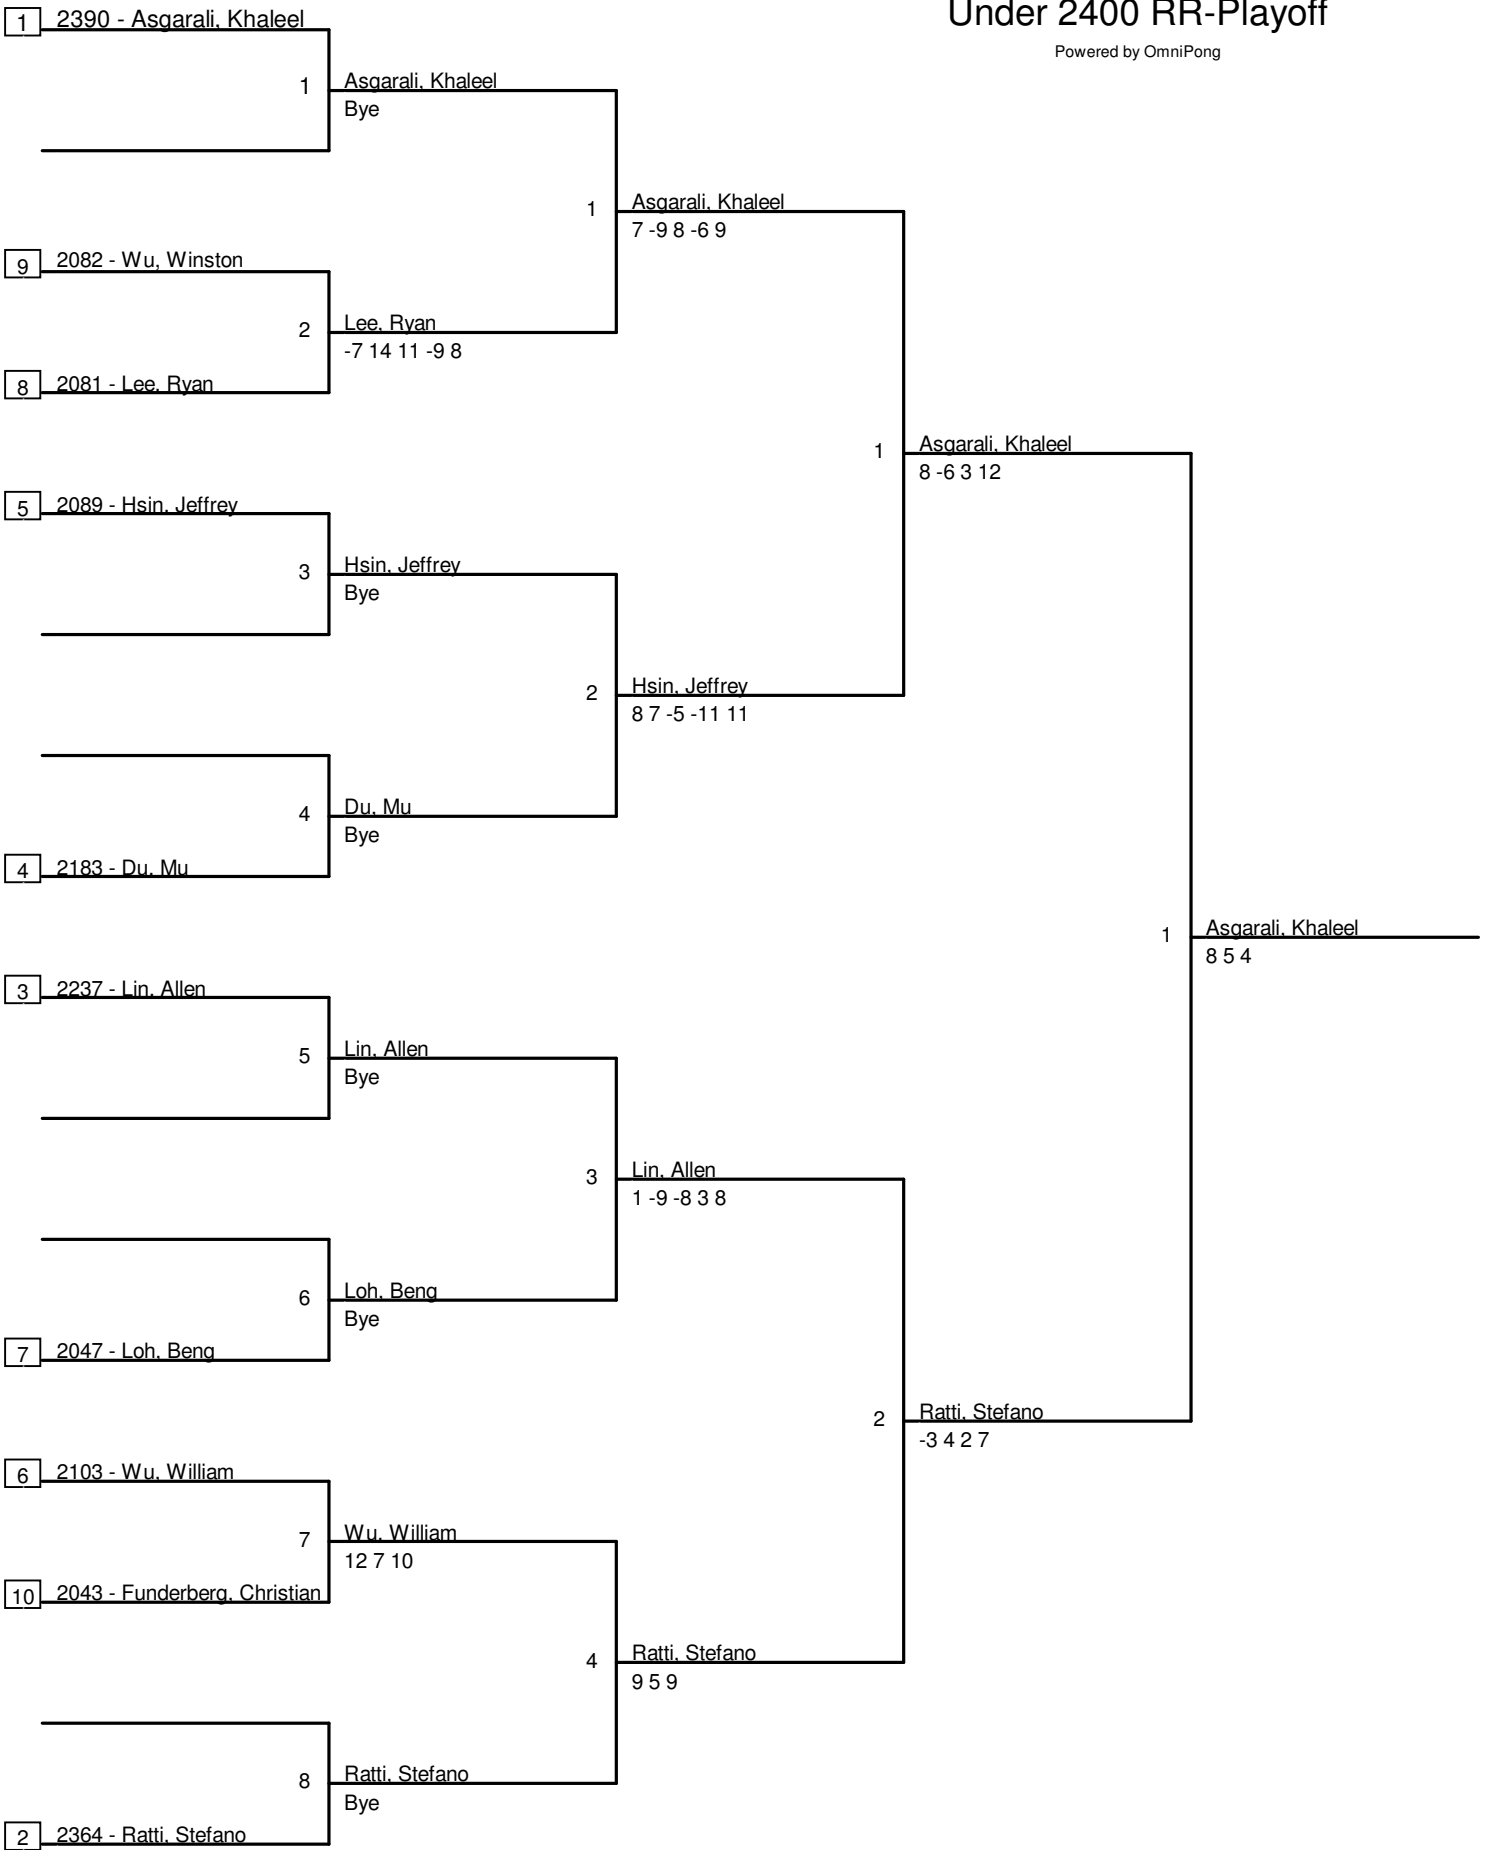 Under 2400 RR-Playoff
Powered by OmniPong
1 2390 - Asgarali, Khaleel
1 Asgarali, Khaleel
Bye
1 Asgarali, Khaleel
7 -9 8 -6 9
9 2082 - Wu, Winston
2 Lee, Ryan
-7 14 11 -9 8
8 2081 - Lee, Ryan
1 Asgarali, Khaleel
8 -6 3 12
5 2089 - Hsin, Jeffrey
3 Hsin, Jeffrey
Bye
2 Hsin, Jeffrey
8 7 -5 -11 11
4 Du, Mu
Bye
4 2183 - Du, Mu
1 Asgarali, Khaleel
8 5 4
3 2237 - Lin, Allen
5 Lin, Allen
Bye
3 Lin, Allen
1 -9 -8 3 8
6 Loh, Beng
Bye
7 2047 - Loh, Beng
2 Ratti, Stefano
-3 4 2 7
6 2103 - Wu, William
7 Wu, William
12 7 10
10 2043 - Funderberg, Christian
4 Ratti, Stefano
9 5 9
8 Ratti, Stefano
Bye
2 2364 - Ratti, Stefano